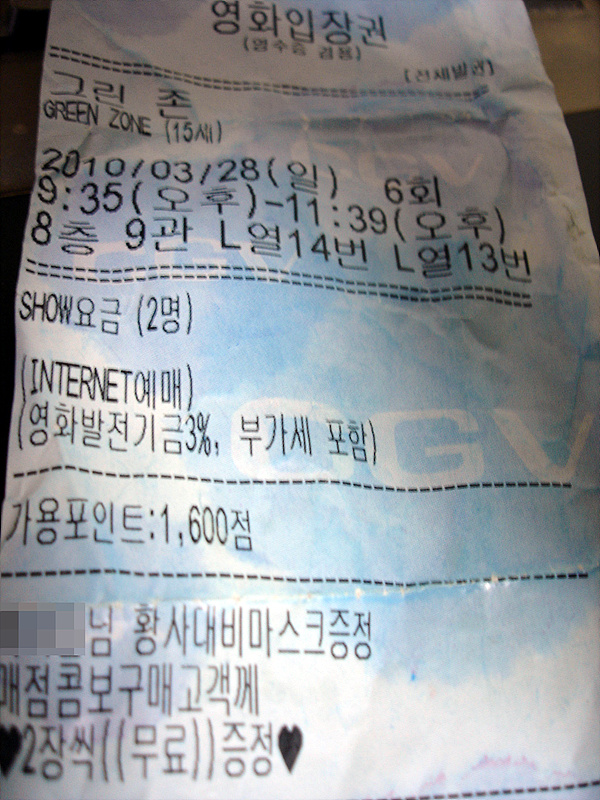 영화입장권
(영수증 겸용)
(전체발권)
그린 존
GREEN ZONE (15세)
2010/03/28(일) 6회
9:35(오후)-11:39(오후)
8층 9관 L열14번 L열13번
SHOW요금 (2명)
(INTERNET예매)
(영화발전기금3%, 부가세 포함)
CGV
가용포인트:1,600점
님 황사대비마스크증정
매점콤보구매고객께
♥2장씩((무료))증정♥